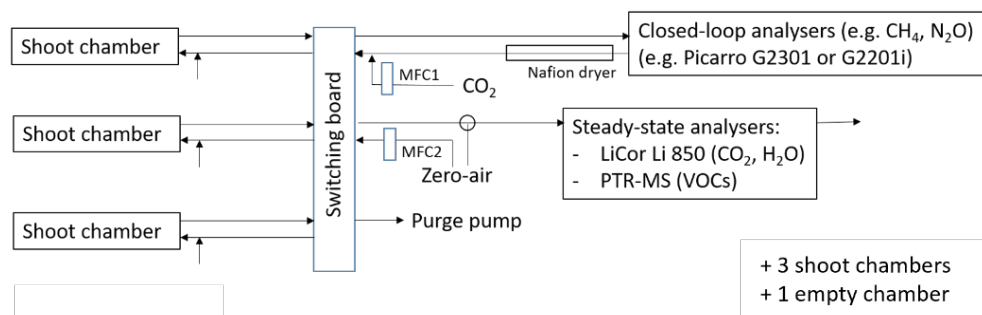 Shoot chamber
Closed-loop analysers (e.g. CH₄, N₂O)
(e.g. Picarro G2301 or G2201i)
Nafion dryer
MFC1
CO₂
Shoot chamber
Switching board
MFC2
Zero-air
Steady-state analysers:
- LiCor Li 850 (CO₂, H₂O)
- PTR-MS (VOCs)
Shoot chamber
Purge pump
+ 3 shoot chambers
+ 1 empty chamber